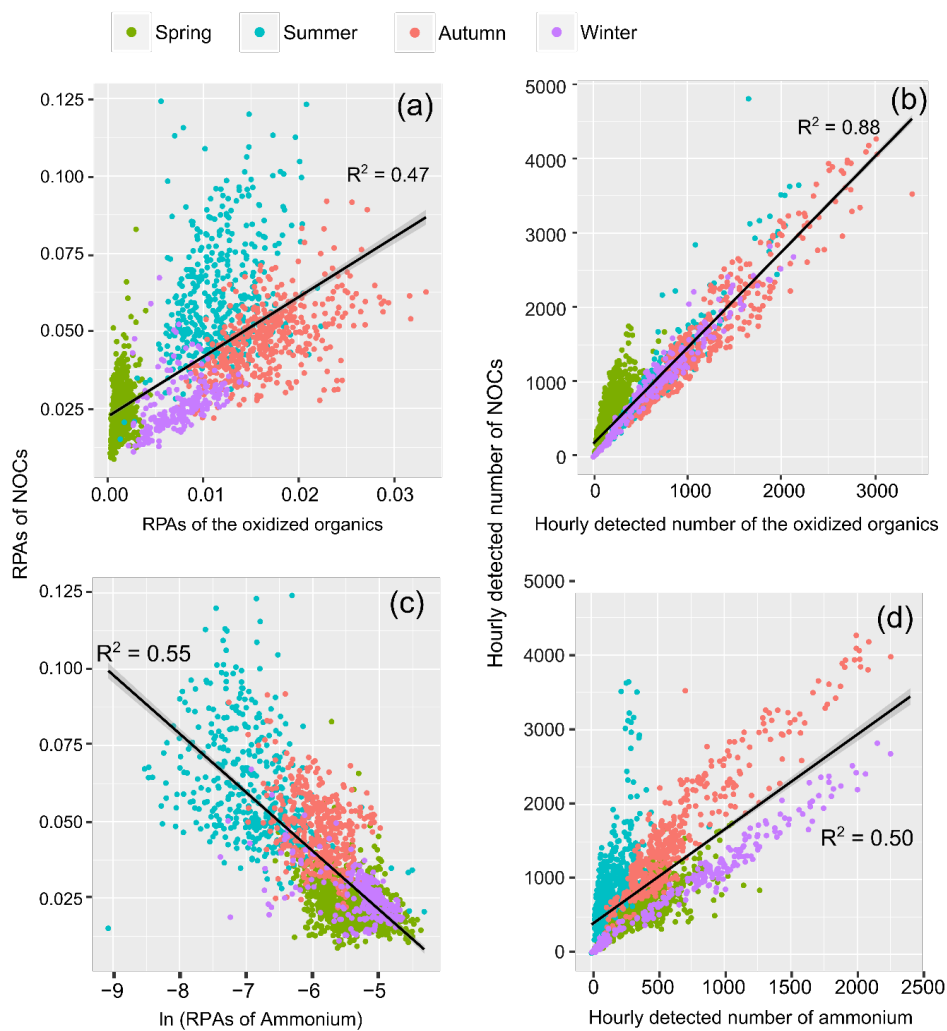 Spring Summer Autumn Winter
(a)
R² = 0.47
0.125
0.100
0.075
0.050
0.025
0.00 0.01 0.02 0.03
RPAs of the oxidized organics
(b)
R² = 0.88
5000
4000
3000
2000
1000
0
0 1000 2000 3000
Hourly detected number of the oxidized organics
RPAs of NOCs
Hourly detected number of NOCs
(c)
R² = 0.55
0.125
0.100
0.075
0.050
0.025
−9 −8 −7 −6 −5
ln (RPAs of Ammonium)
(d)
R² = 0.50
5000
4000
3000
2000
1000
0
0 500 1000 1500 2000 2500
Hourly detected number of ammonium